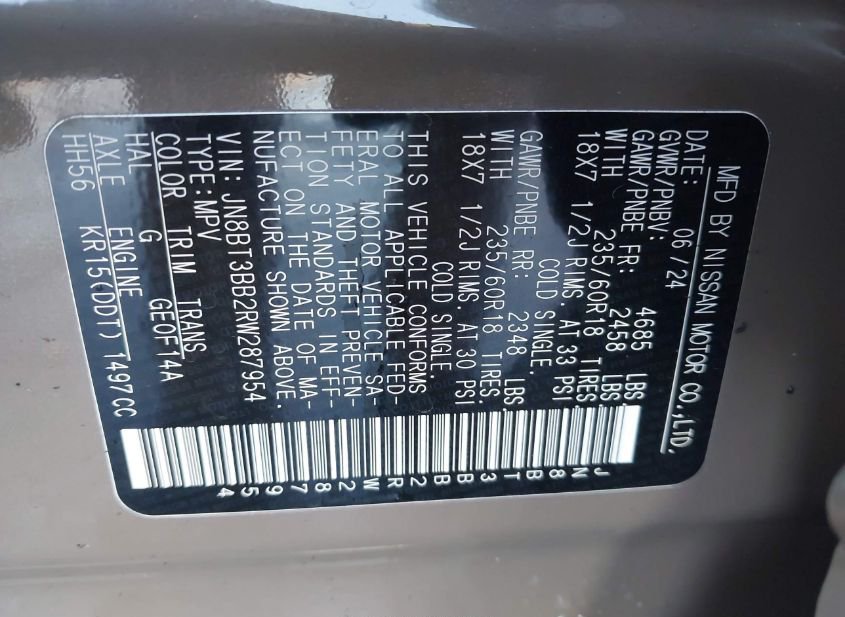 MFD BY NISSAN MOTOR CO.,LTD.
DATE: 06 /24
GVWR/PNBV: 4685 LBS.
GAWR/PNBE FR: 2458 LBS.
WITH 235/60R18 TIRES.
18X7 1/2J RIMS. AT 33 PSI
COLD SINGLE.
GAWR/PNBE RR: 2348 LBS.
WITH 235/60R18 TIRES.
18X7 1/2J RIMS. AT 30 PSI
COLD SINGLE
THIS VEHICLE CONFORMS
TO ALL APPLICABLE FED-
ERAL MOTOR VEHICLE SA-
FETY AND THEFT PREVEN-
TION STANDARDS IN EFF-
ECT ON THE DATE OF MA-
NUFACTURE SHOWN ABOVE.
VIN: JN8BT3BB2RW287954
TYPE:MPV
COLOR TRIM TRANS
HAL G GE0F14A
AXLE ENGINE
HH56 KR15(DDT) 1497CC
JN8BT3BB2RW287954